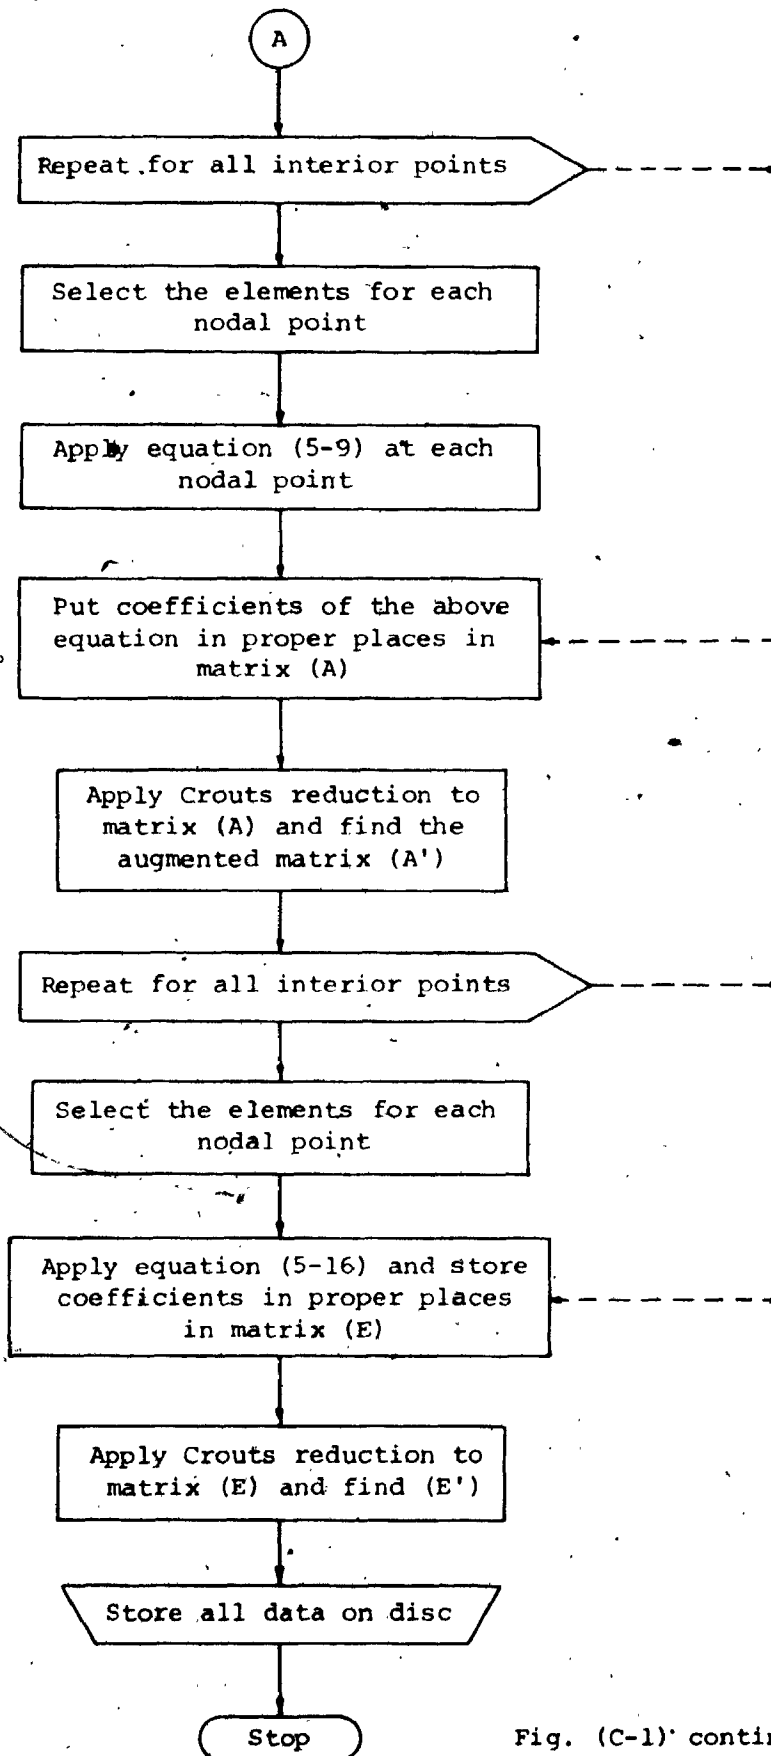 A
Repeat for all interior points
Select the elements for each
nodal point
Apply equation (5-9) at each
nodal point
Put coefficients of the above
equation in proper places in
matrix (A)
Apply Crouts reduction to
matrix (A) and find the
augmented matrix (A')
Repeat for all interior points
Select the elements for each
nodal point
Apply equation (5-16) and store
coefficients in proper places
in matrix (E)
Apply Crouts reduction to
matrix (E) and find (E')
Store all data on disc
Stop
Fig. (C-1)